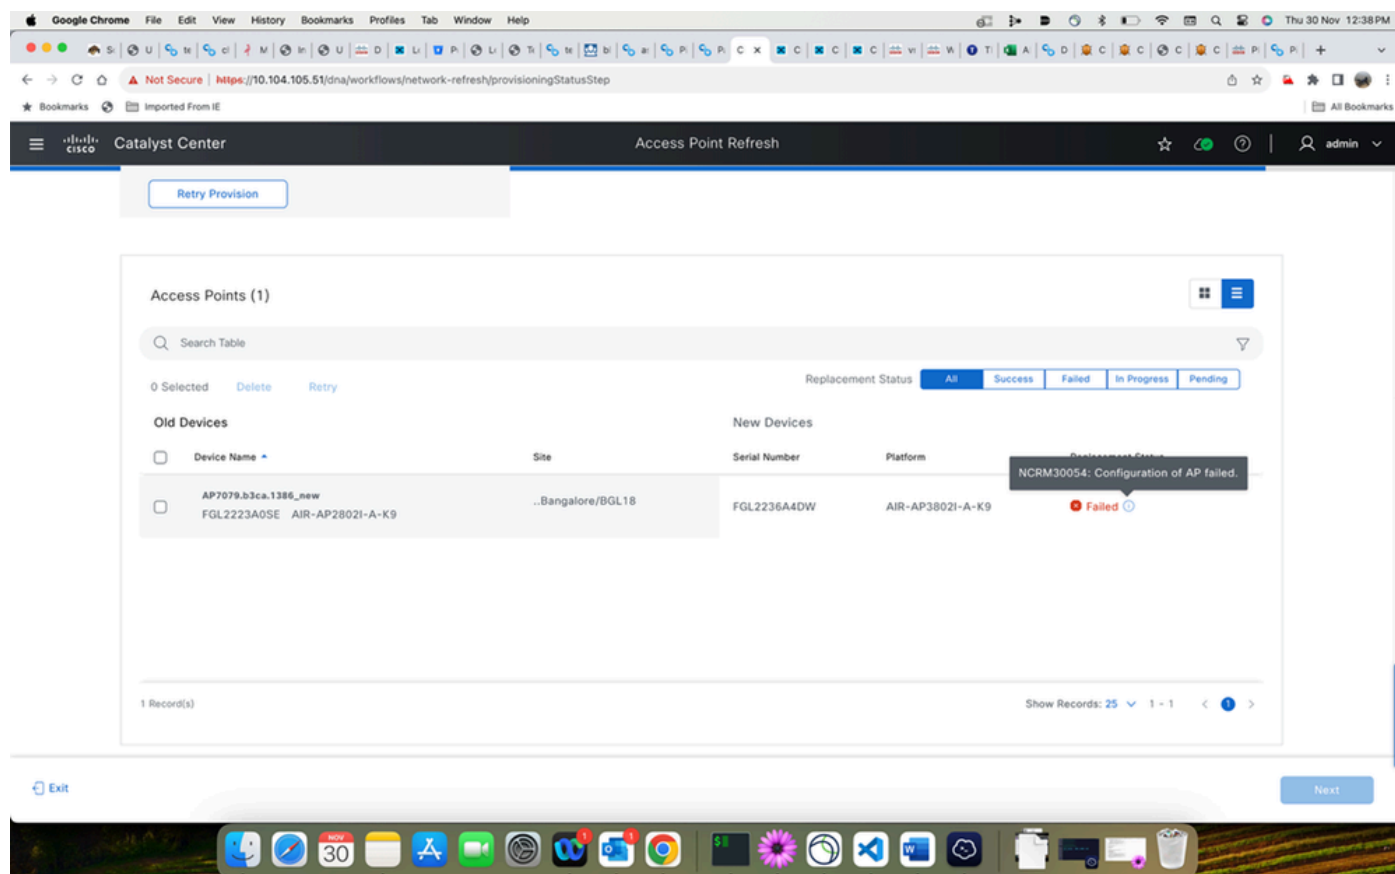 Google Chrome File Edit View History Bookmarks Profiles Tab Window Help Thu 30 Nov 12:38PM
Not Secure https://10.104.105.51/dna/workflows/network-refresh/provisioningStatusStep
Bookmarks Imported From IE All Bookmarks
CISCO Catalyst Center Access Point Refresh admin
Retry Provision
Access Points (1)
Search Table
0 Selected Delete Retry Replacement Status All Success Failed In Progress Pending
Old Devices New Devices
Device Name Site Serial Number Platform
NCRM30054: Configuration of AP failed.
AP7079.b3ca.1386_new ..Bangalore/BGL18 FGL2236A4DW AIR-AP3802I-A-K9 Failed
FGL2223A0SE AIR-AP2802I-A-K9
1 Record(s) Show Records: 25 1 - 1 1
Exit Next
NOV
30
1
1